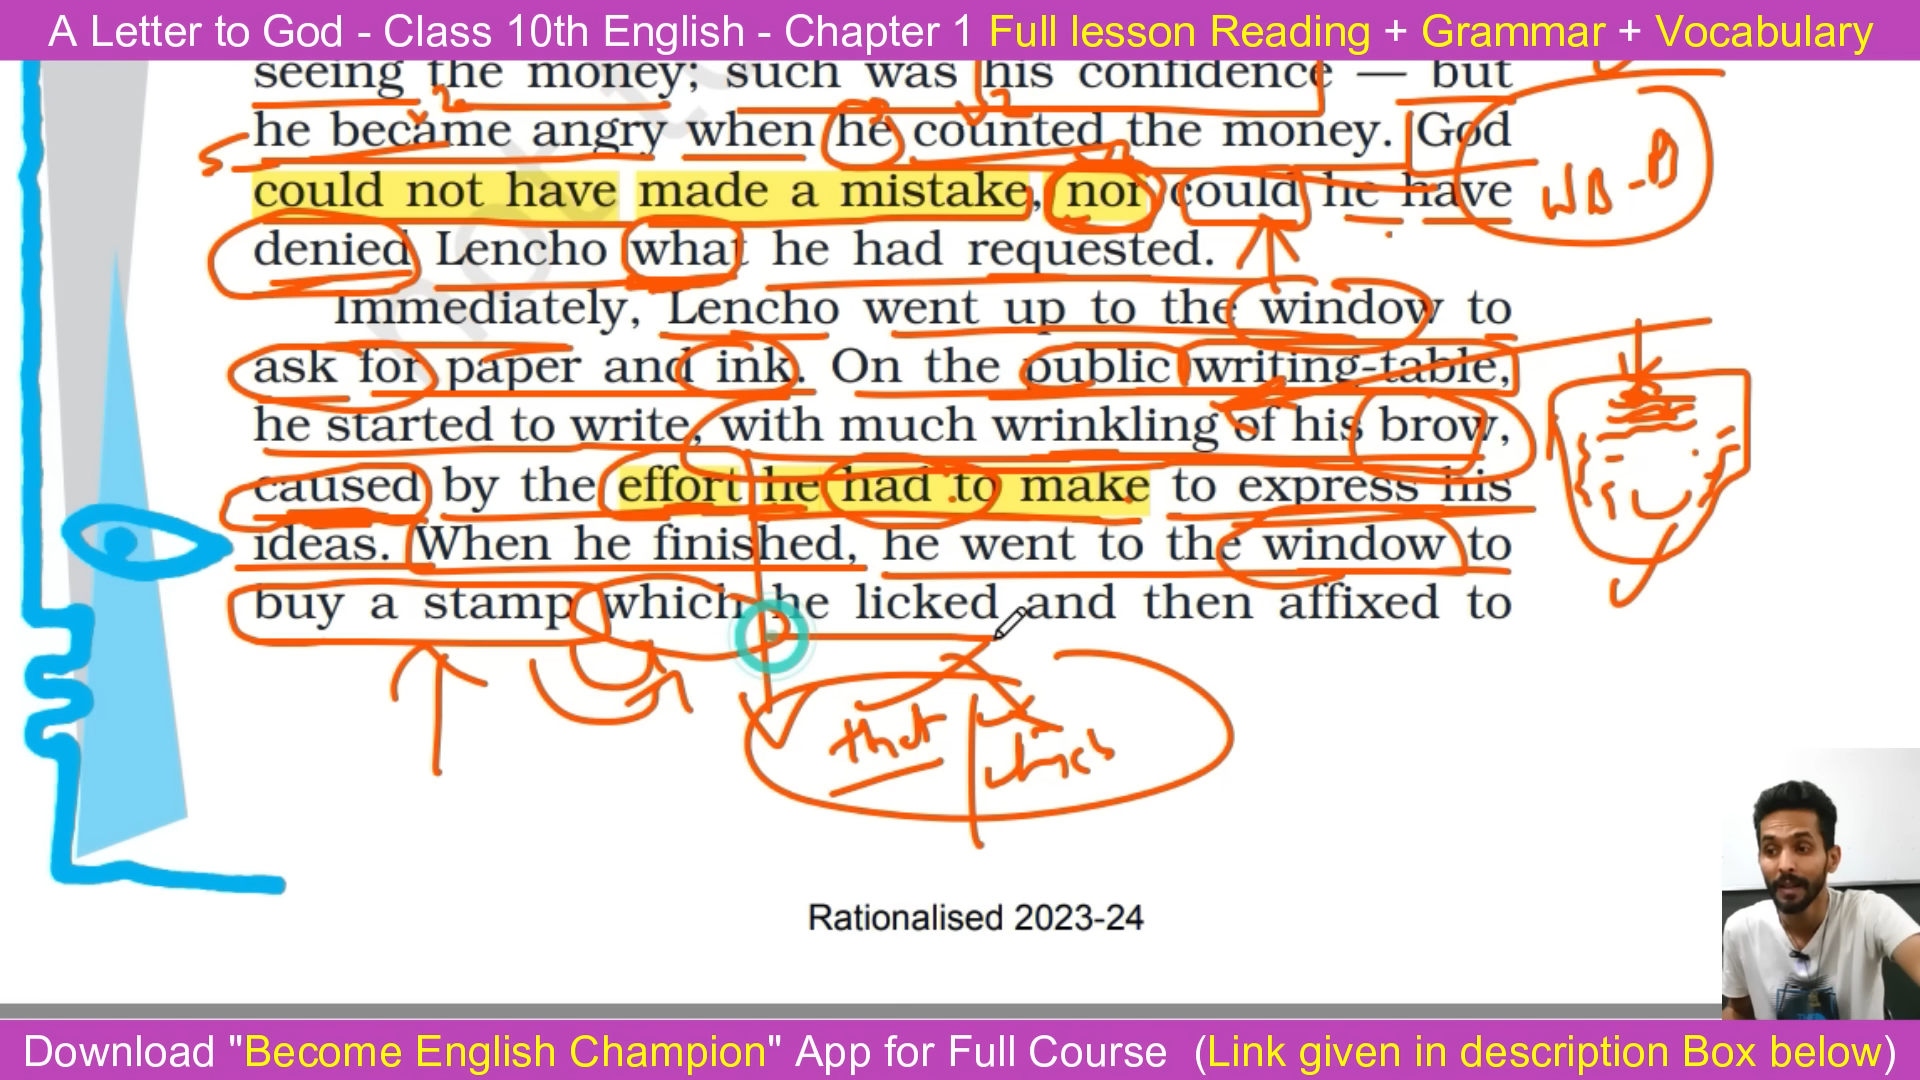 A Letter to God - Class 10th English - Chapter 1 Full lesson Reading + Grammar + Vocabulary
seeing the money; such was his confidence — but
he became angry when he counted the money. God
could not have made a mistake, nor could he have
denied Lencho what he had requested.
Immediately, Lencho went up to the window to
ask for paper and ink. On the public writing-table,
he started to write, with much wrinkling of his brow,
caused by the effort he had to make to express his
ideas. When he finished, he went to the window to
buy a stamp which he licked and then affixed to
that which
Rationalised 2023-24
Download "Become English Champion" App for Full Course (Link given in description Box below)